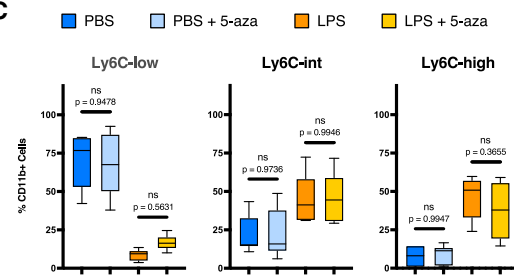 C
PBS PBS + 5-aza LPS LPS + 5-aza
Ly6C-low
% CD11b+ Cells
100
75
50
25
0
ns
p = 0.9478
ns
p = 0.5631
Ly6C-int
100
75
50
25
0
ns
p = 0.9736
ns
p = 0.9946
Ly6C-high
100
75
50
25
0
ns
p = 0.9947
ns
p = 0.3655